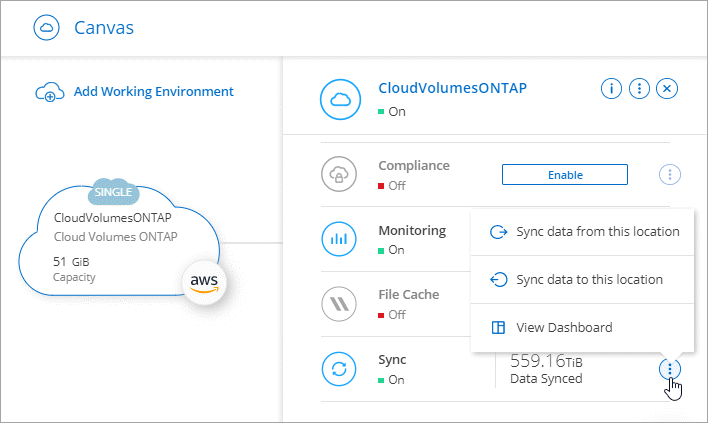 Canvas
Add Working Environment
SINGLE
CloudVolumesONTAP
Cloud Volumes ONTAP
51 GiB
Capacity
aws
CloudVolumesONTAP
On
Compliance
Off
Enable
Monitoring
On
File Cache
Off
Sync data from this location
Sync data to this location
View Dashboard
Sync
On
559.16TiB
Data Synced